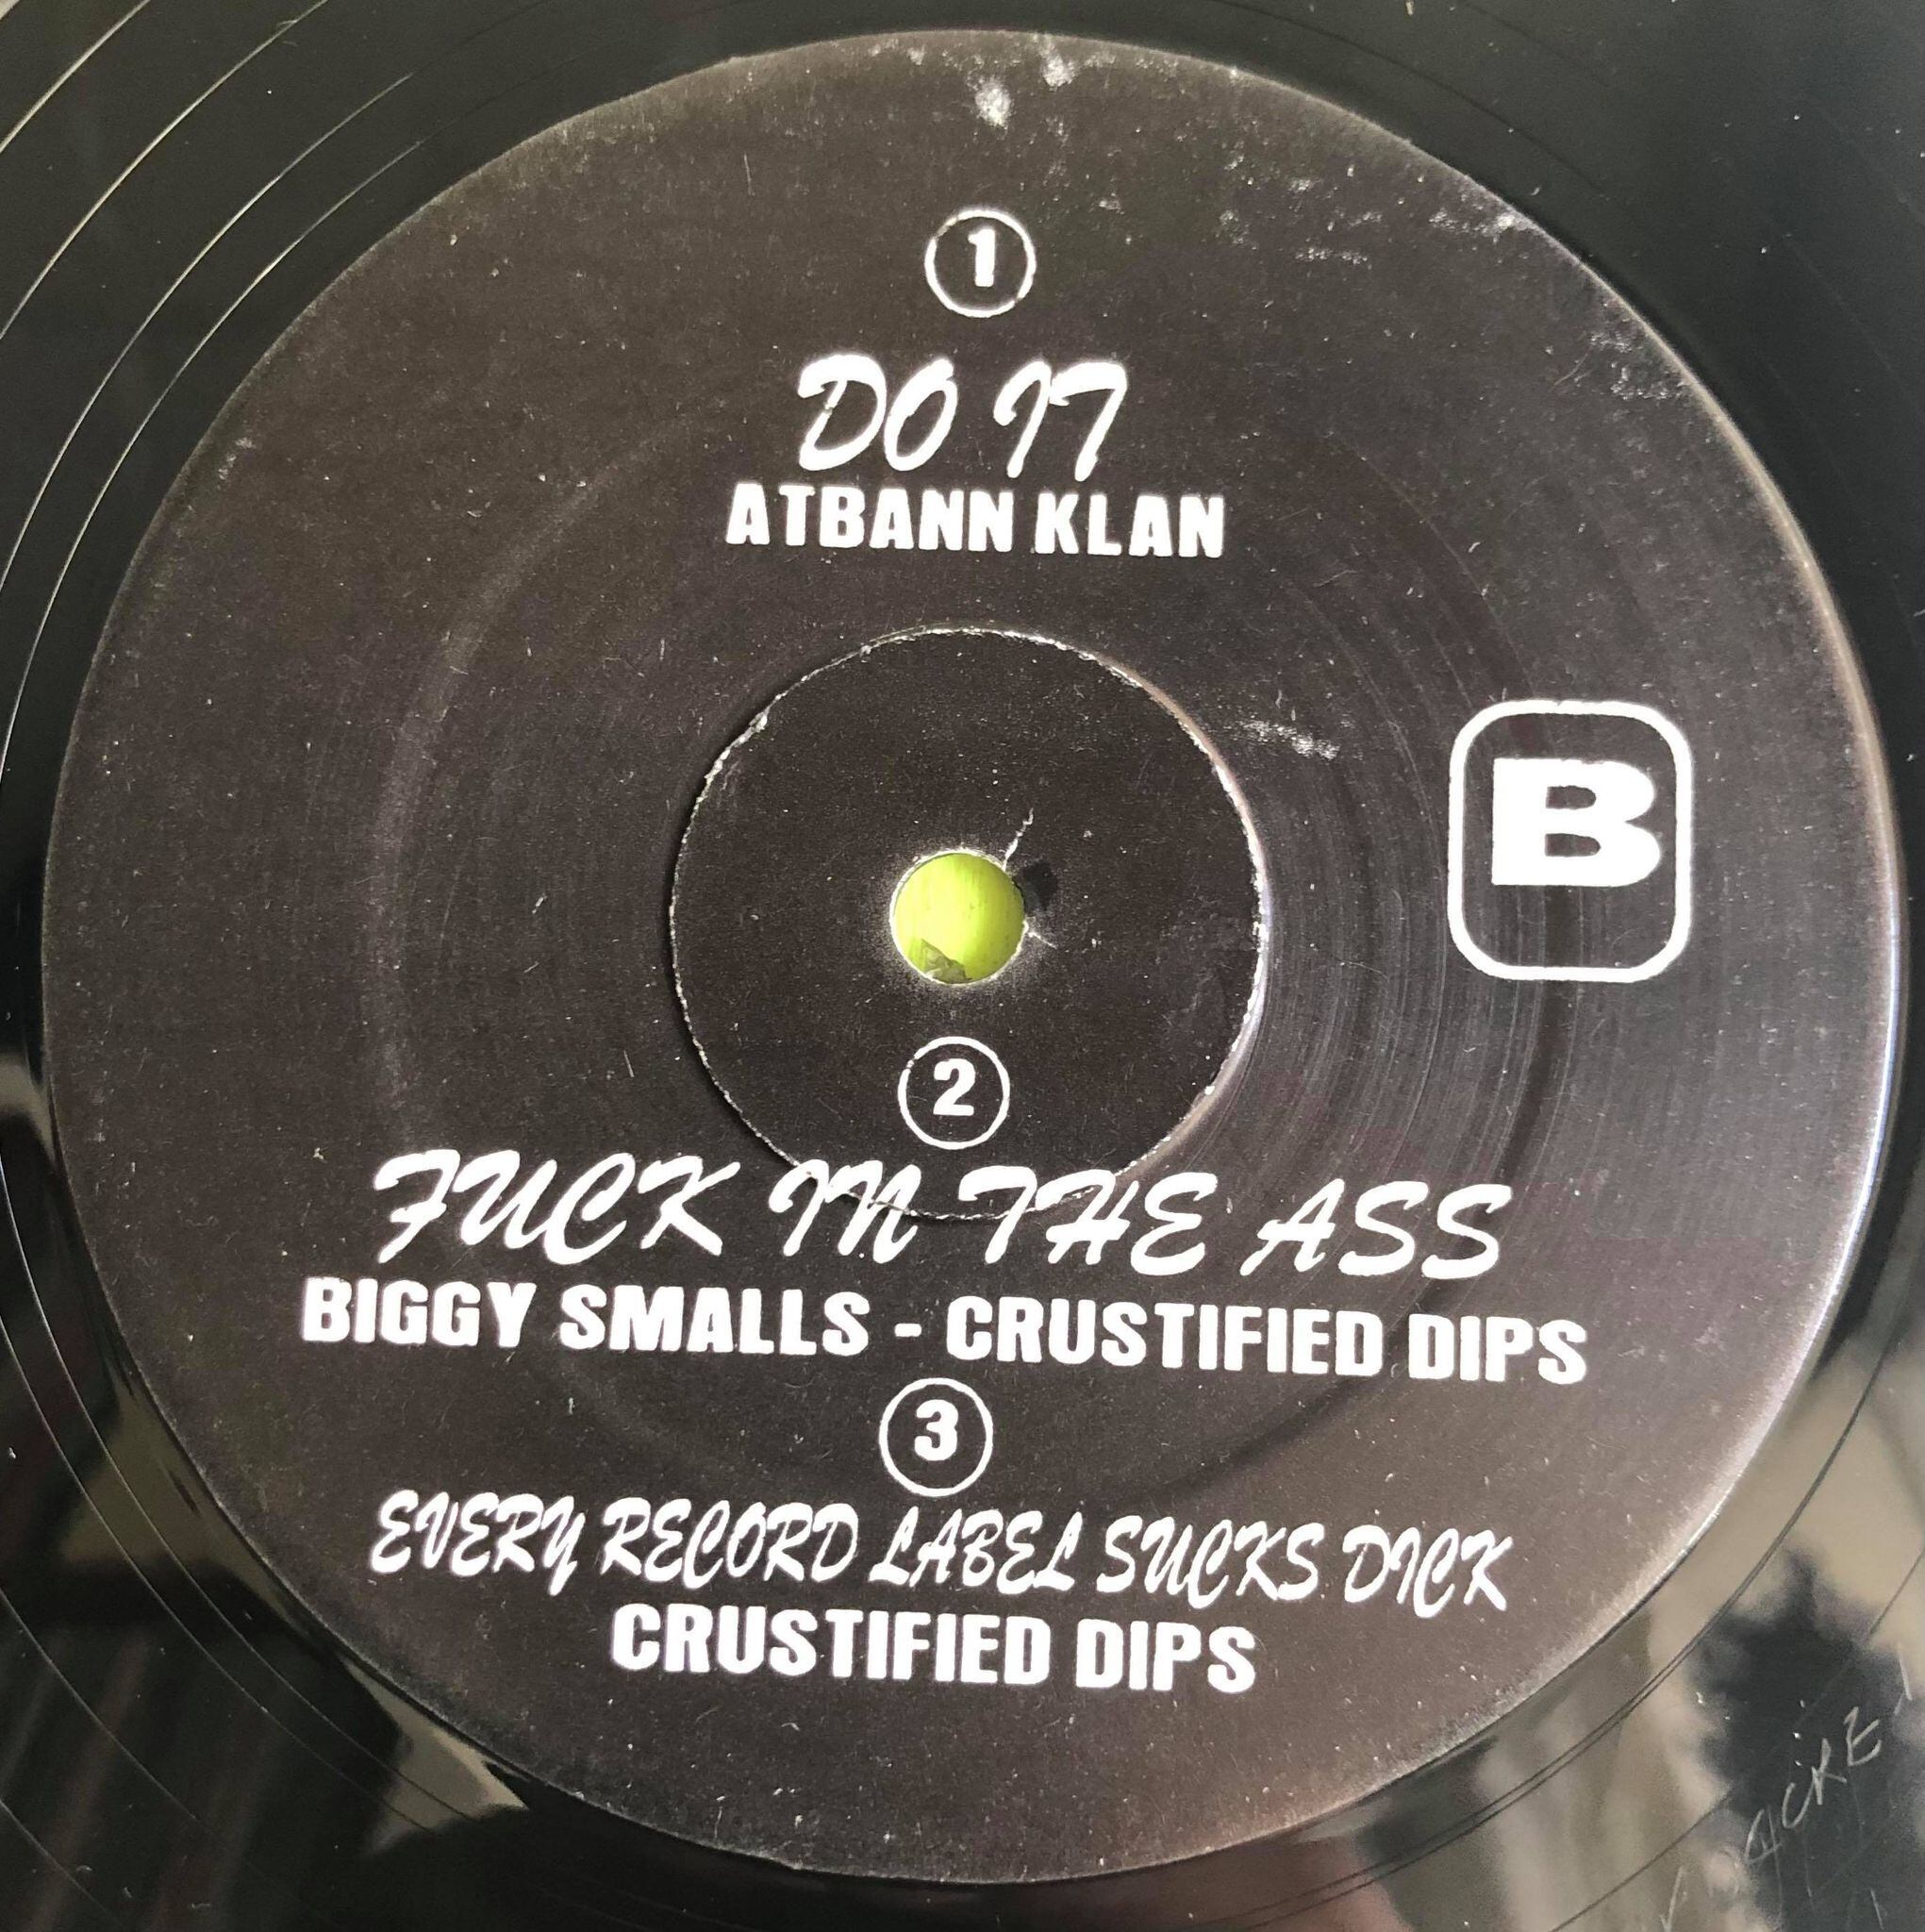 1
DO IT
ATBANN KLAN
B
2
FUCK IN THE ASS
BIGGY SMALLS - CRUSTIFIED DIPS
3
EVERY RECORD LABEL SUCKS DICK
CRUSTIFIED DIPS